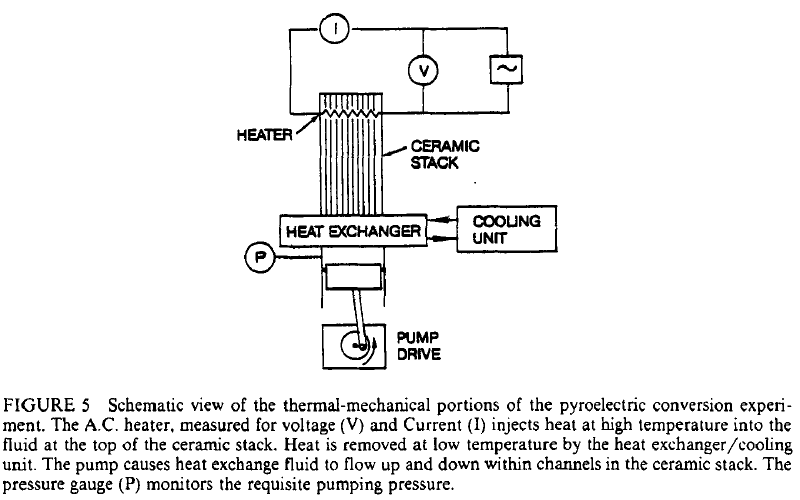 I
V
~
HEATER
CERAMIC
STACK
HEAT EXCHANGER
COOLING
UNIT
P
PUMP
DRIVE
FIGURE 5 Schematic view of the thermal-mechanical portions of the pyroelectric conversion experi-
ment. The A.C. heater, measured for voltage (V) and Current (I) injects heat at high temperature into the
fluid at the top of the ceramic stack. Heat is removed at low temperature by the heat exchanger/cooling
unit. The pump causes heat exchange fluid to flow up and down within channels in the ceramic stack. The
pressure gauge (P) monitors the requisite pumping pressure.